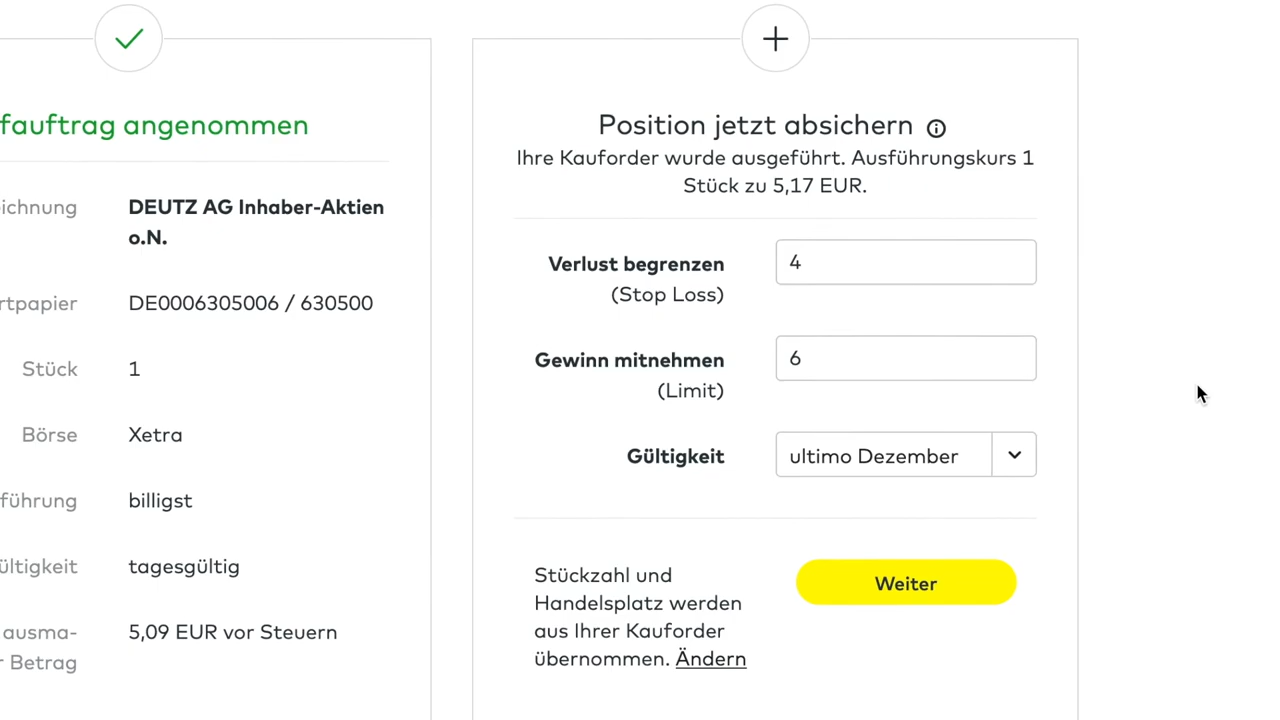 fauftrag angenommen
eichnung
DEUTZ AG Inhaber-Aktien
o.N.
rtpapier
DE0006305006 / 630500
Stück
1
Börse
Xetra
führung
billigst
ültigkeit
tagesgültig
ausma-
r Betrag
5,09 EUR vor Steuern
Position jetzt absichern
Ihre Kauforder wurde ausgeführt. Ausführungskurs 1
Stück zu 5,17 EUR.
Verlust begrenzen
(Stop Loss)
4
Gewinn mitnehmen
(Limit)
6
Gültigkeit
ultimo Dezember
Stückzahl und
Handelsplatz werden
aus Ihrer Kauforder
übernommen. Ändern
Weiter